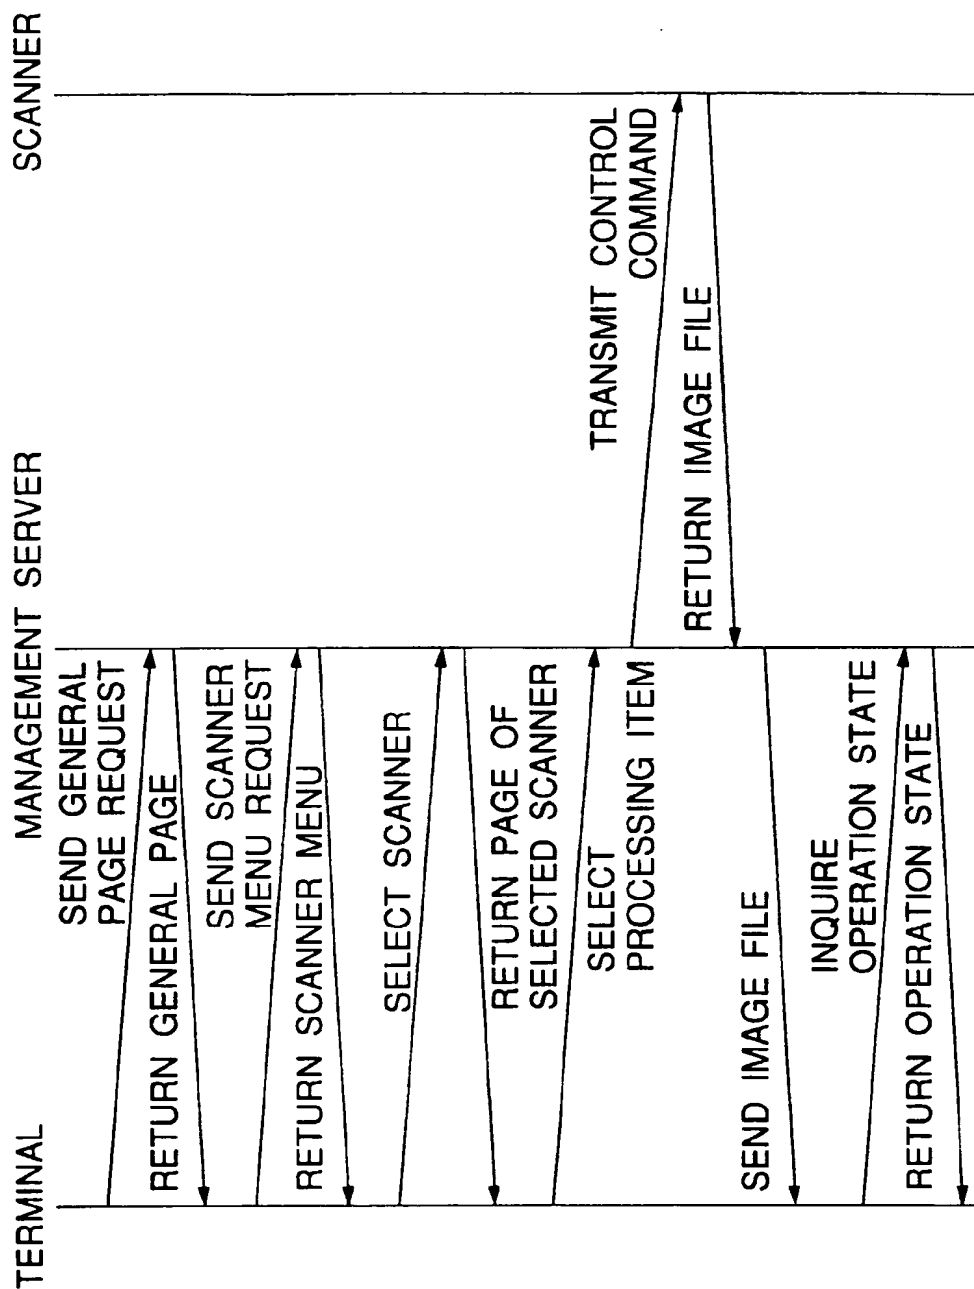 TERMINAL
MANAGEMENT SERVER
SCANNER
SEND GENERAL
PAGE REQUEST
RETURN GENERAL PAGE
SEND SCANNER
MENU REQUEST
RETURN SCANNER MENU
SELECT SCANNER
RETURN PAGE OF
SELECTED SCANNER
SELECT
PROCESSING ITEM
TRANSMIT CONTROL
COMMAND
RETURN IMAGE FILE
SEND IMAGE FILE
INQUIRE
OPERATION STATE
RETURN OPERATION STATE